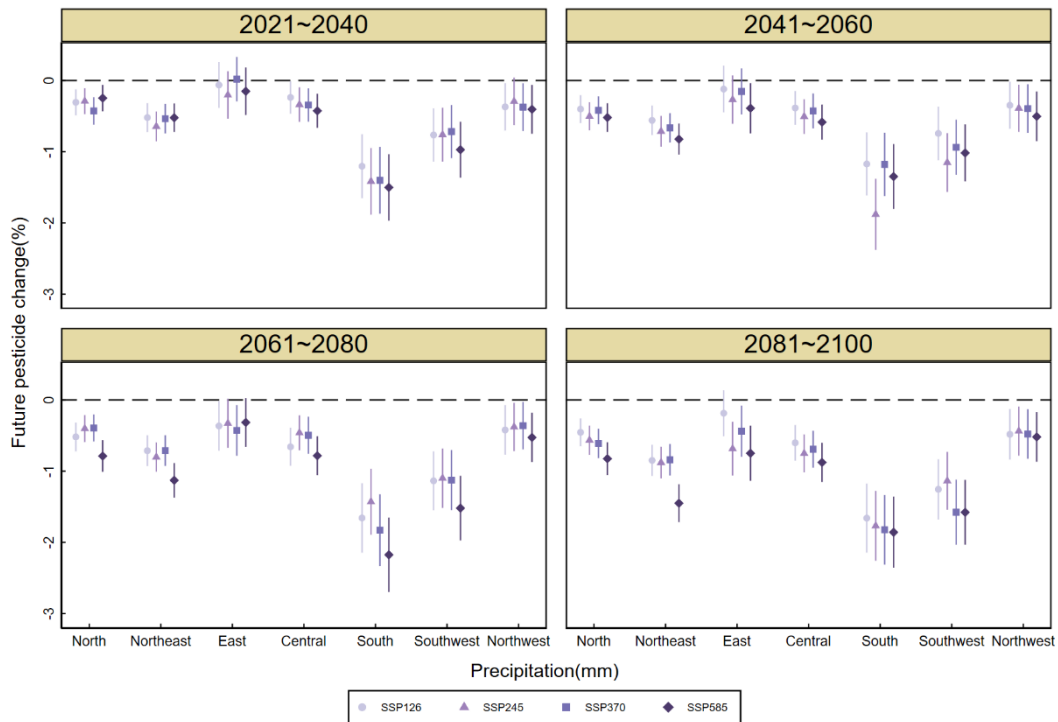 2021~2040
2041~2060
0
-1
-2
-3
2061~2080
2081~2100
0
-1
-2
-3
Future pesticide change(%)
North Northeast East Central South Southwest Northwest
North Northeast East Central South Southwest Northwest
Precipitation(mm)
SSP126 SSP245 SSP370 SSP585